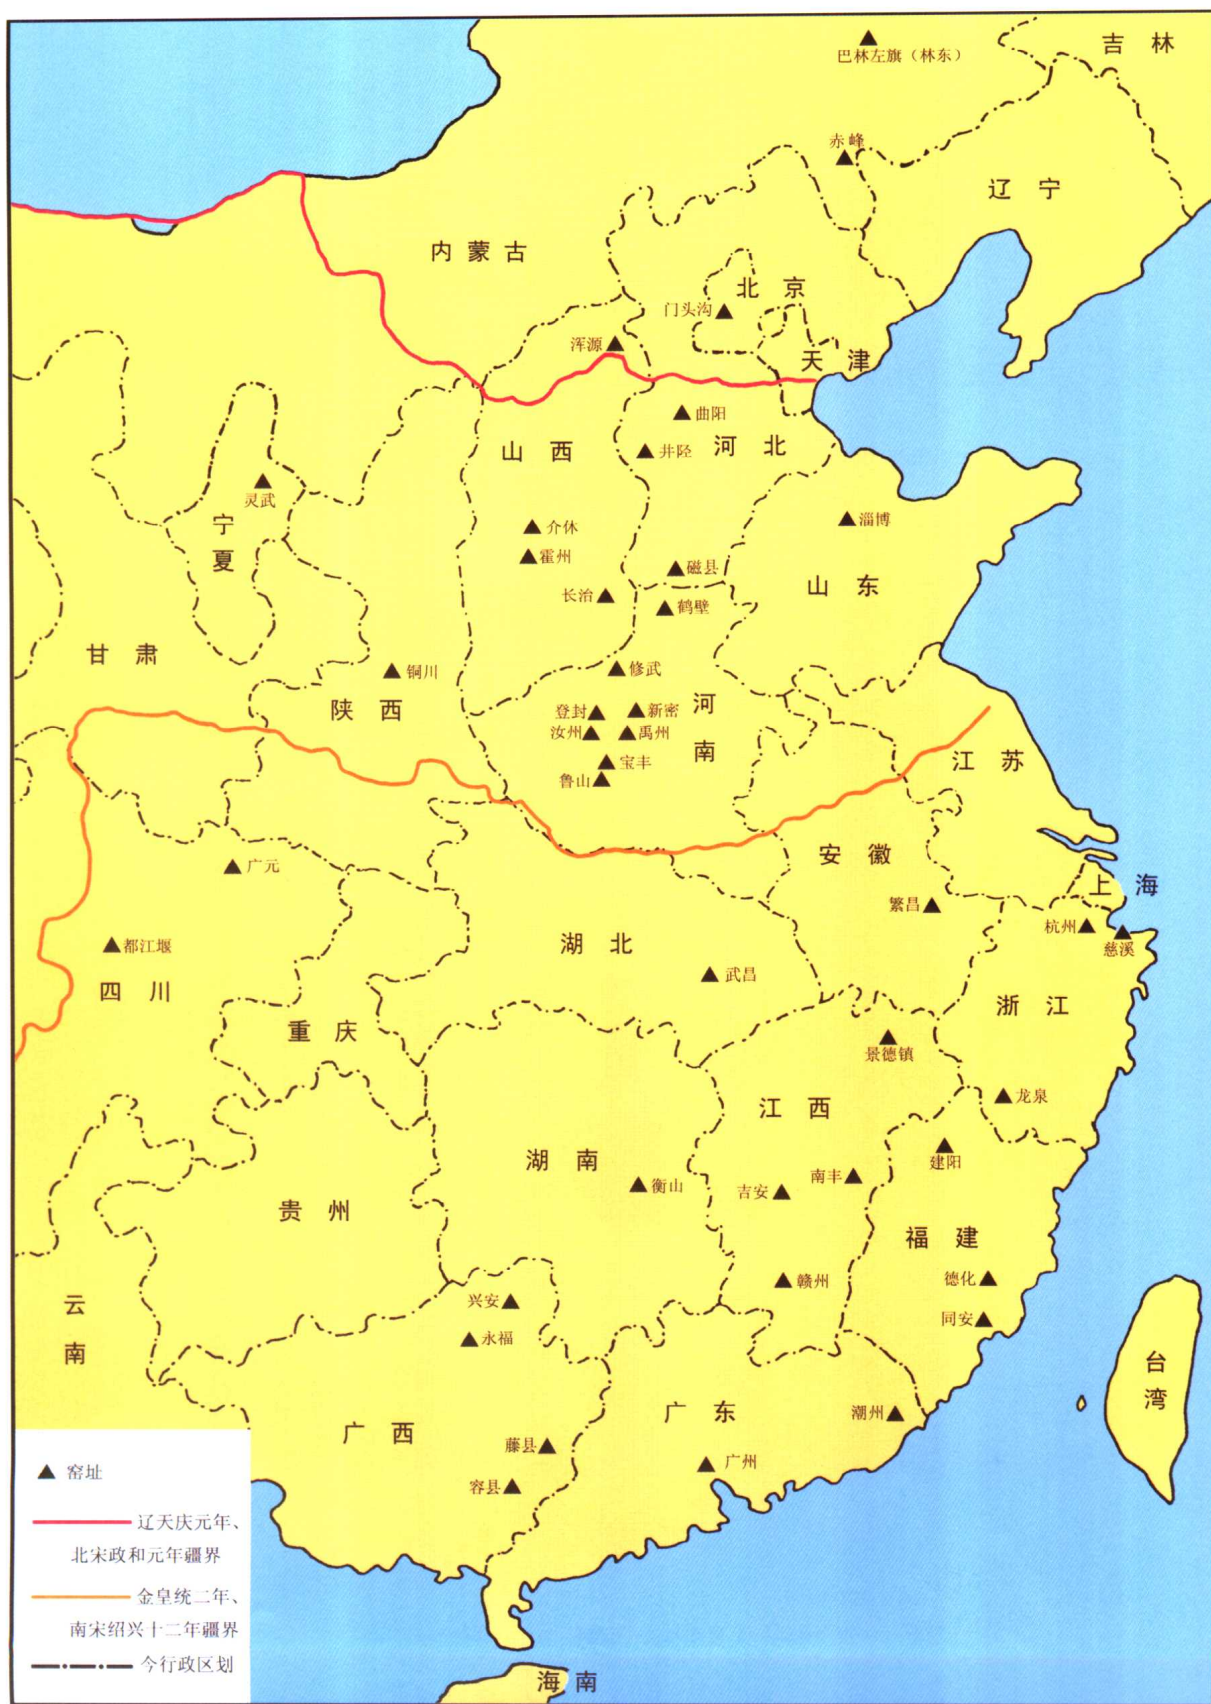 巴林左旗（林东）
吉林
赤峰
辽宁
内蒙古
北京
门头沟
浑源
天津
曲阳
山西
井陉
河北
灵武
宁夏
介休
淄博
霍州
磁县
山东
长治
鹤壁
甘肃
铜川
修武
陕西
登封
新密
河南
汝州
禹州
宝丰
鲁山
江苏
广元
安徽
上海
繁昌
杭州
慈溪
都江堰
湖北
武昌
四川
浙江
重庆
景德镇
龙泉
江西
建阳
湖南
衡山
吉安
南丰
贵州
福建
赣州
德化
云南
兴安
同安
永福
台湾
广西
广东
潮州
藤县
广州
容县
海南
窑址
辽天庆元年、
北宋政和元年疆界
金皇统二年、
南宋绍兴十二年疆界
今行政区划